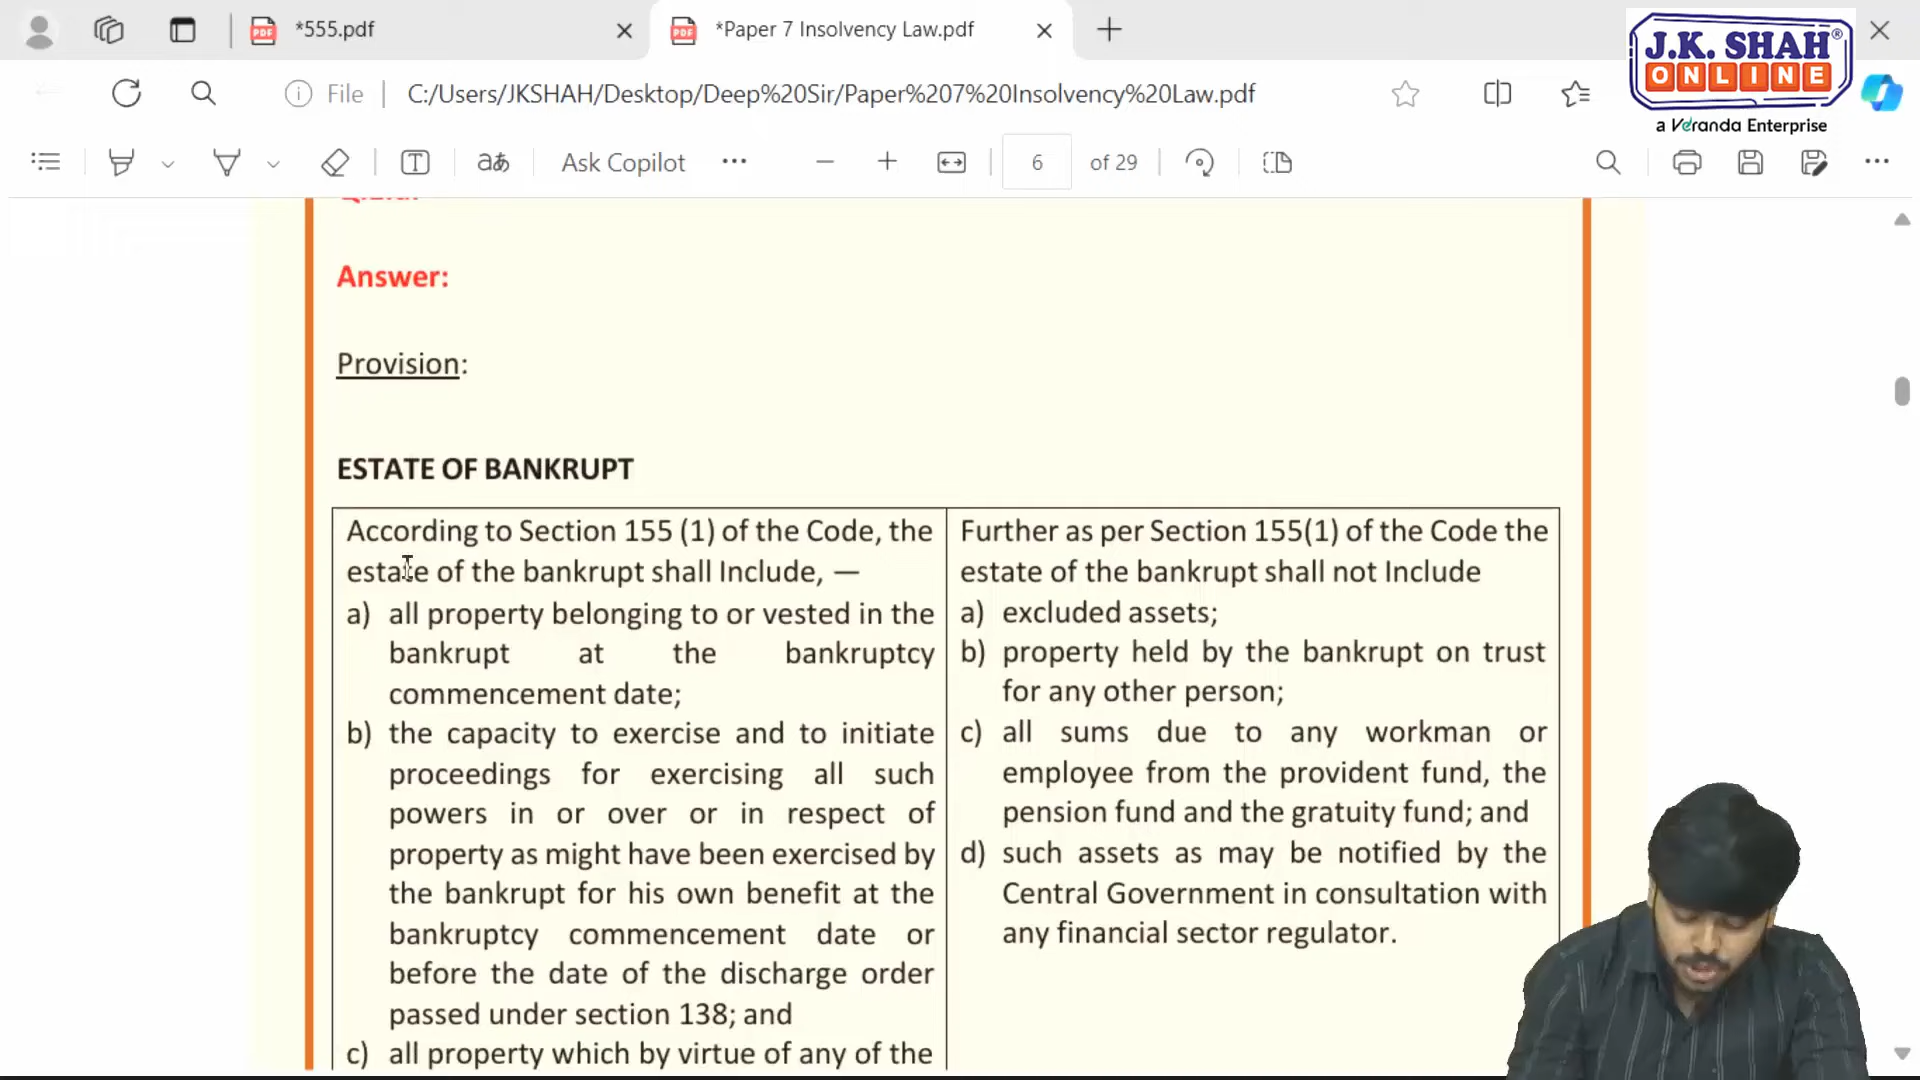 *555.pdf
*Paper 7 Insolvency Law.pdf
J.K. SHAH®
ONLINE
a Veranda Enterprise
File
C:/Users/JKSHAH/Desktop/Deep%20Sir/Paper%207%20Insolvency%20Law.pdf
Ask Copilot
6 of 29
Answer:
Provision:
ESTATE OF BANKRUPT
According to Section 155 (1) of the Code, the
estate of the bankrupt shall Include, —
a) all property belonging to or vested in the
bankrupt at the bankruptcy
commencement date;
b) the capacity to exercise and to initiate
proceedings for exercising all such
powers in or over or in respect of
property as might have been exercised by
the bankrupt for his own benefit at the
bankruptcy commencement date or
before the date of the discharge order
passed under section 138; and
c) all property which by virtue of any of the
Further as per Section 155(1) of the Code the
estate of the bankrupt shall not Include
a) excluded assets;
b) property held by the bankrupt on trust
for any other person;
c) all sums due to any workman or
employee from the provident fund, the
pension fund and the gratuity fund; and
d) such assets as may be notified by the
Central Government in consultation with
any financial sector regulator.